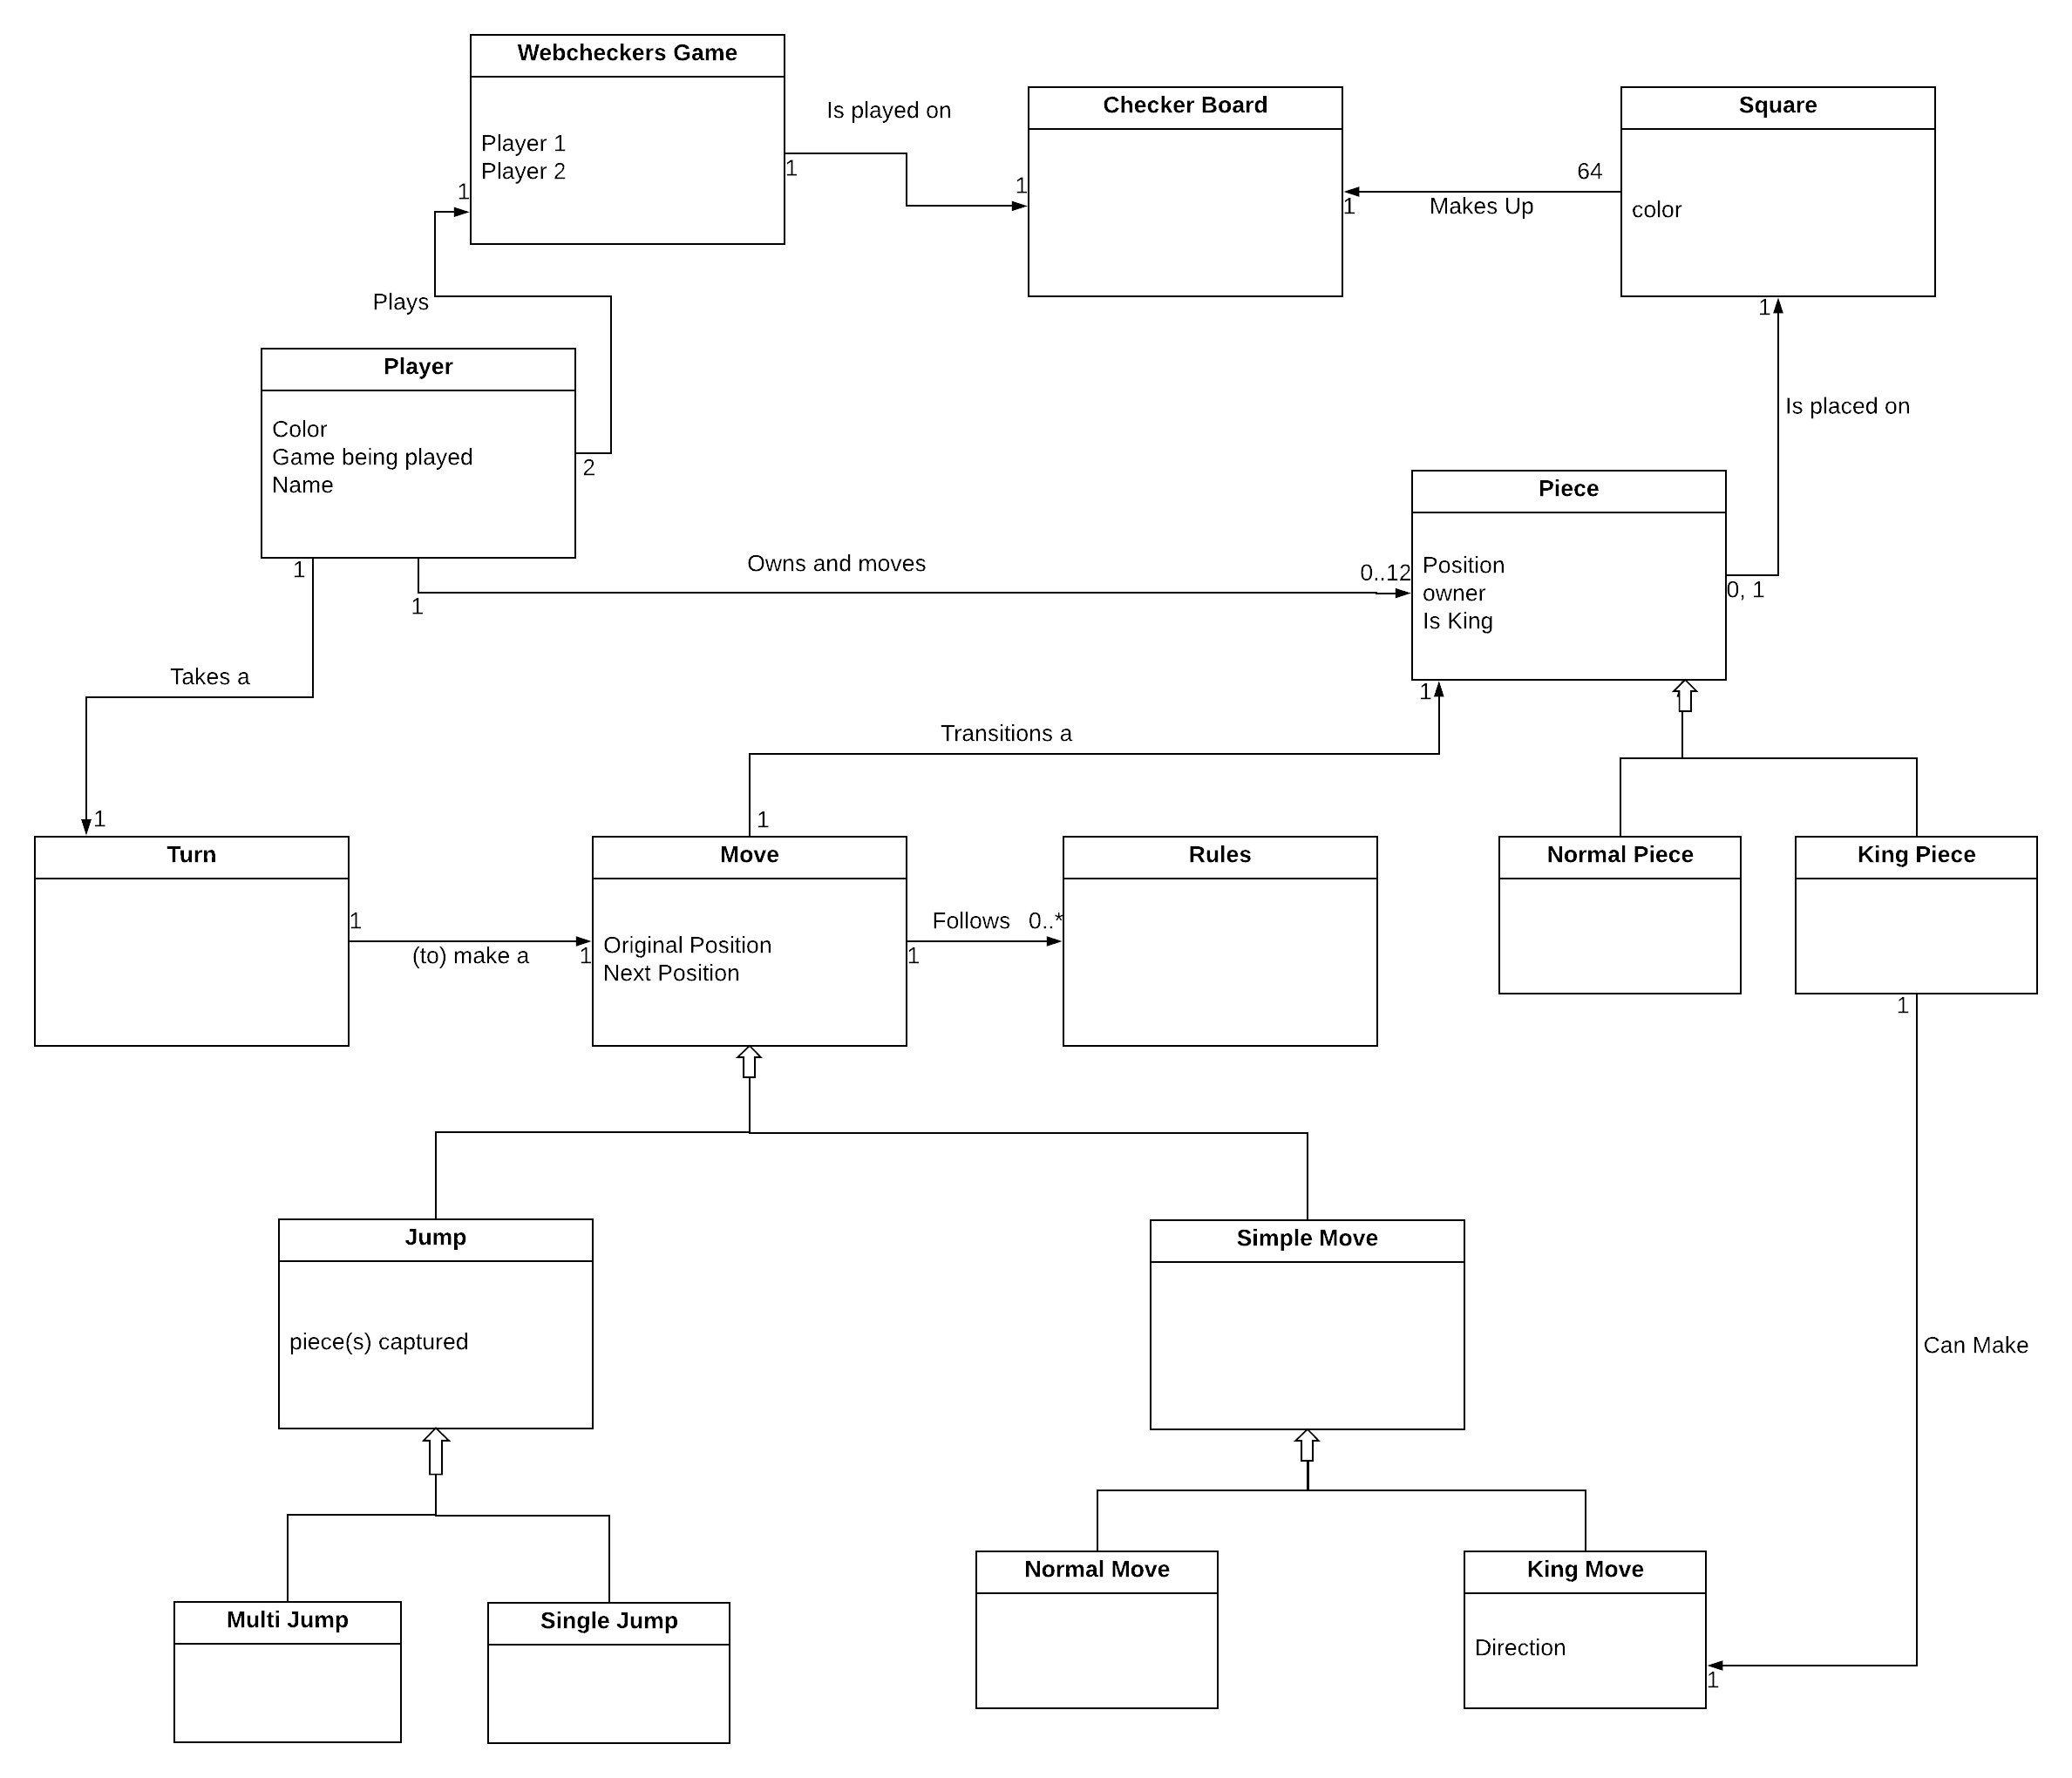 Webcheckers Game
Player 1
Player 2
1
Is played on
1
1
Checker Board
64
Makes Up
1
Square
color
1
Plays
Player
Color
Game being played
Name
2
1
1
Owns and moves
0..12
Is placed on
Piece
Position
owner
Is King
0, 1
1
Takes a
1
Transitions a
1
Turn
1
(to) make a
1
Move
Original Position
Next Position
1
Follows
0..*
Rules
Normal Piece
King Piece
1
Jump
piece(s) captured
Simple Move
Can Make
Multi Jump
Single Jump
Normal Move
King Move
Direction
1